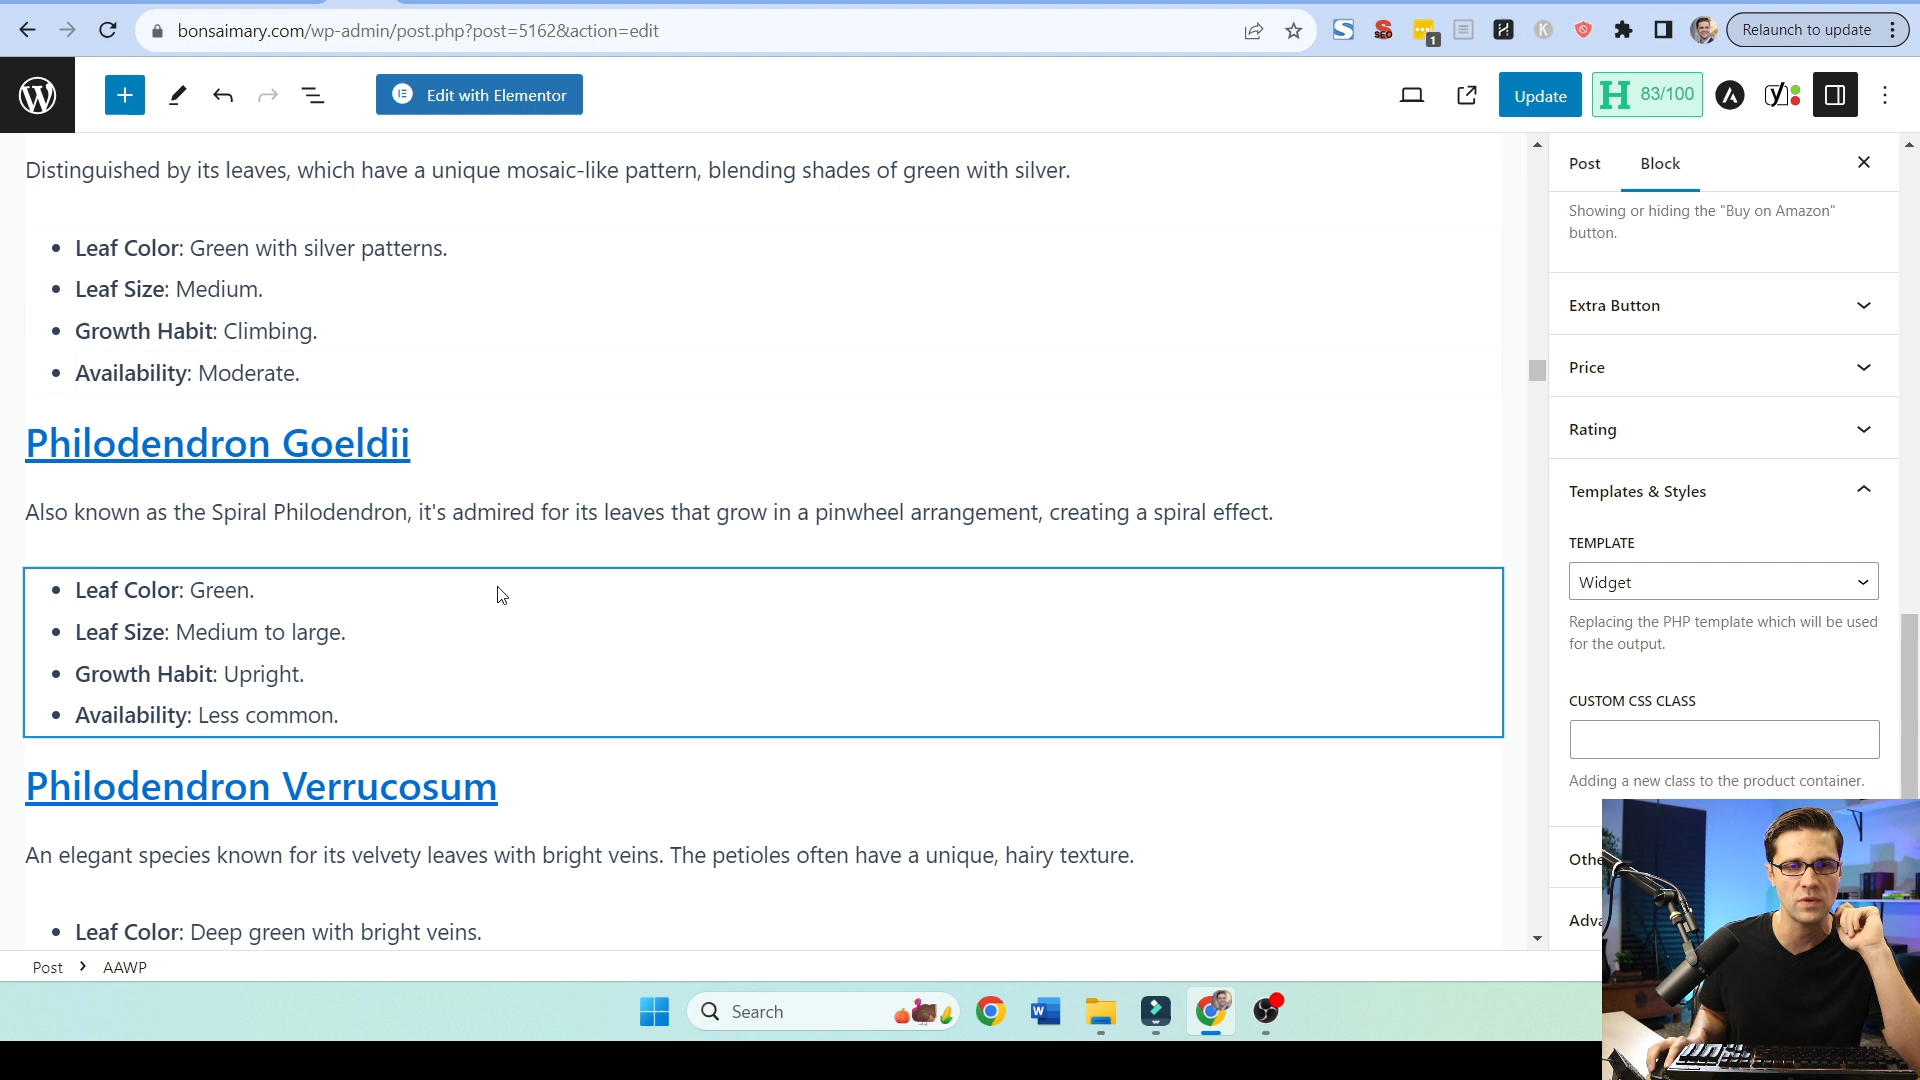 bonsaimary.com/wp-admin/post.php?post=5162&action=edit
SEO
1
K
Relaunch to update
Edit with Elementor
Update
83/100
Distinguished by its leaves, which have a unique mosaic-like pattern, blending shades of green with silver.
• Leaf Color: Green with silver patterns.
• Leaf Size: Medium.
• Growth Habit: Climbing.
• Availability: Moderate.
Philodendron Goeldii
Also known as the Spiral Philodendron, it's admired for its leaves that grow in a pinwheel arrangement, creating a spiral effect.
• Leaf Color: Green.
• Leaf Size: Medium to large.
• Growth Habit: Upright.
• Availability: Less common.
Philodendron Verrucosum
An elegant species known for its velvety leaves with bright veins. The petioles often have a unique, hairy texture.
• Leaf Color: Deep green with bright veins.
Post Block
Showing or hiding the "Buy on Amazon"
button.
Extra Button
Price
Rating
Templates & Styles
TEMPLATE
Widget
Replacing the PHP template which will be used
for the output.
CUSTOM CSS CLASS
Adding a new class to the product container.
Othe
Adva
Post > AAWP
Search